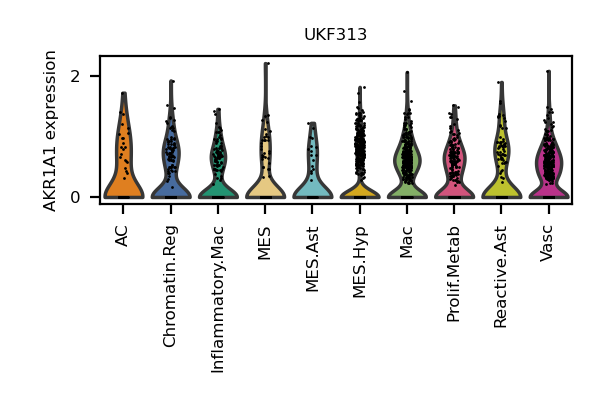 UKF313
AKR1A1 expression
2
0
AC
Chromatin.Reg
Inflammatory.Mac
MES
MES.Ast
MES.Hyp
Mac
Prolif.Metab
Reactive.Ast
Vasc